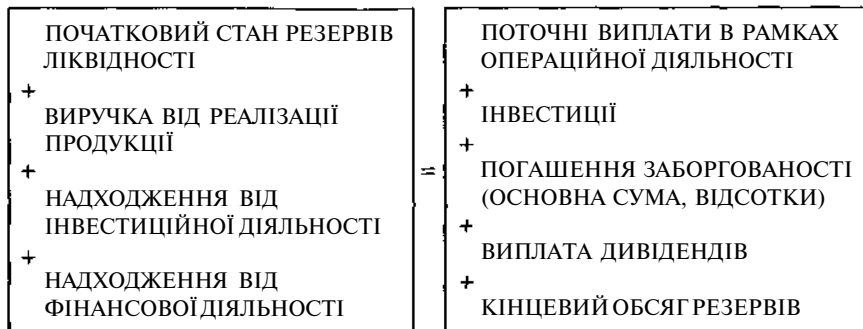 ПОЧАТКОВИЙ СТАН РЕЗЕРВІВ
ЛІКВІДНОСТІ
+
ВИРУЧКА ВІД РЕАЛІЗАЦІЇ
ПРОДУКЦІЇ
+
НАДХОДЖЕННЯ ВІД
ІНВЕСТИЦІЙНОЇ ДІЯЛЬНОСТІ
+
НАДХОДЖЕННЯ ВІД
ФІНАНСОВОЇ ДІЯЛЬНОСТІ
=
ПОТОЧНІ ВИПЛАТИ В РАМКАХ
ОПЕРАЦІЙНОЇ ДІЯЛЬНОСТІ
+
ІНВЕСТИЦІЇ
+
ПОГАШЕННЯ ЗАБОРГОВАНОСТІ
(ОСНОВНА СУМА, ВІДСОТКИ)
+
ВИПЛАТА ДИВІДЕНДІВ
+
КІНЦЕВИЙ ОБСЯГ РЕЗЕРВІВ